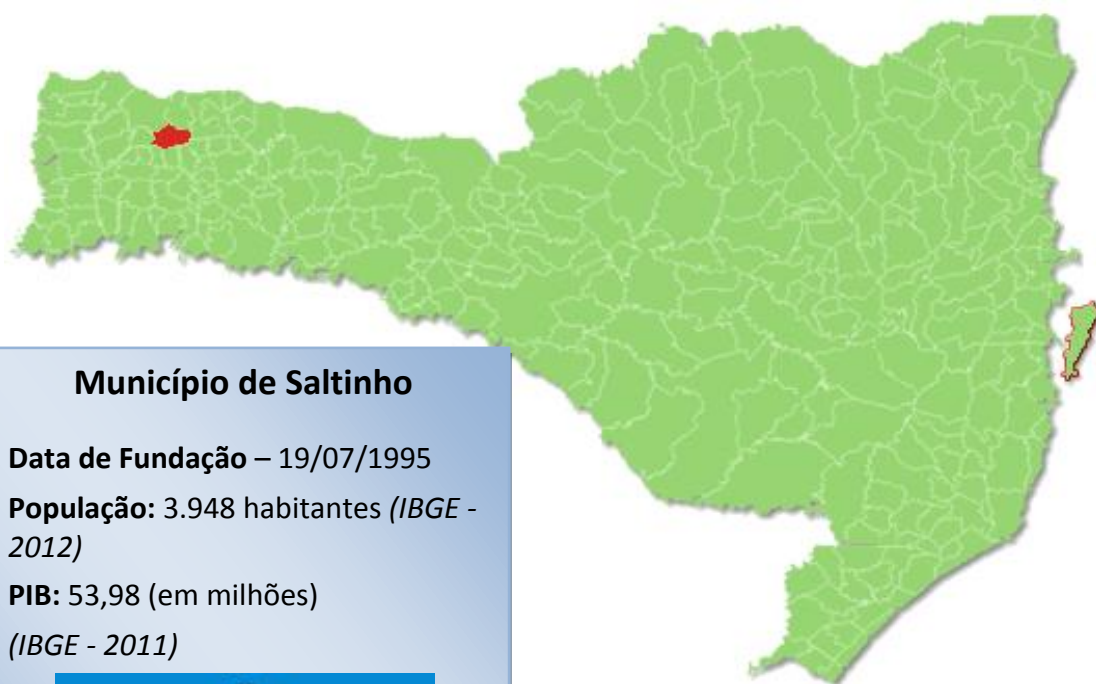 Município de Saltinho
Data de Fundação – 19/07/1995
População: 3.948 habitantes (IBGE -
2012)
PIB: 53,98 (em milhões)
(IBGE - 2011)